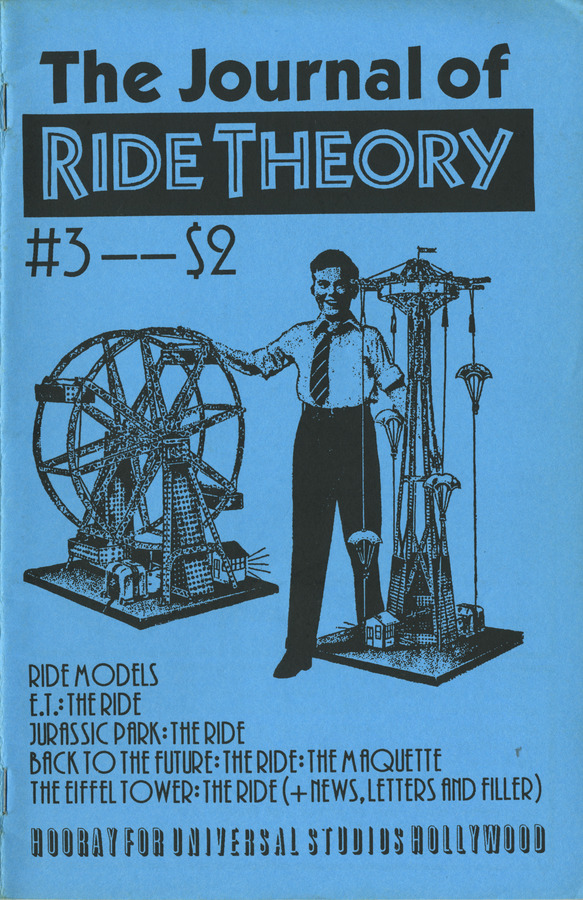 The Journal of
RIDE THEORY
#3——$2
RIDE MODELS
E.T.: THE RIDE
JURASSIC PARK: THE RIDE
BACK TO THE FUTURE: THE RIDE: THE MAQUETTE
THE EIFFEL TOWER: THE RIDE (+ NEWS, LETTERS AND FILLER)
HOORAY FOR UNIVERSAL STUDIOS HOLLYWOOD